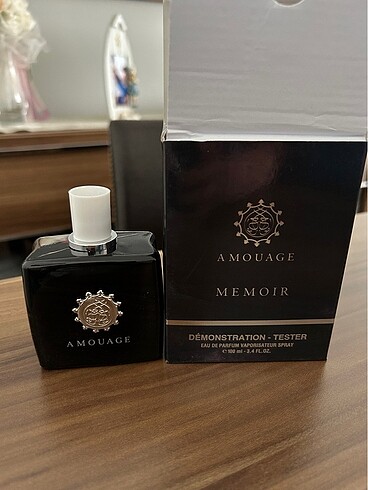 AMOUAGE
MEMOIR
DÉMONSTRATION - TESTER
EAU DE PARFUM VAPORISATEUR SPRAY
℮ 100 ml - 3.4 FL.OZ.
AMOUAGE